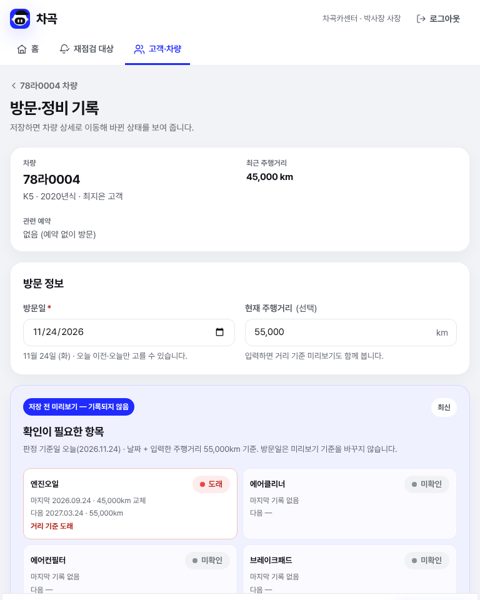 차곡
차곡카센터 · 박사장 사장
로그아웃
홈
재점검 대상
고객·차량
78라0004 차량
방문·정비 기록
저장하면 차량 상세로 이동해 바뀐 상태를 보여 줍니다.
차량
78라0004
K5 · 2020년식 · 최지은 고객
최근 주행거리
45,000 km
관련 예약
없음 (예약 없이 방문)
방문 정보
방문일 *
11/24/2026
11월 24일 (화) · 오늘 이전·오늘만 고를 수 있습니다.
현재 주행거리 (선택)
55,000 km
입력하면 거리 기준 미리보기도 함께 봅니다.
저장 전 미리보기 — 기록되지 않음
최신
확인이 필요한 항목
판정 기준일 오늘(2026.11.24) · 날짜 + 입력한 주행거리 55,000km 기준. 방문일은 미리보기 기준을 바꾸지 않습니다.
엔진오일
도래
마지막 2026.09.24 · 45,000km 교체
다음 2027.03.24 · 55,000km
거리 기준 도래
에어클리너
미확인
마지막 기록 없음
다음 —
에어컨필터
미확인
마지막 기록 없음
다음 —
브레이크패드
미확인
마지막 기록 없음
다음 —